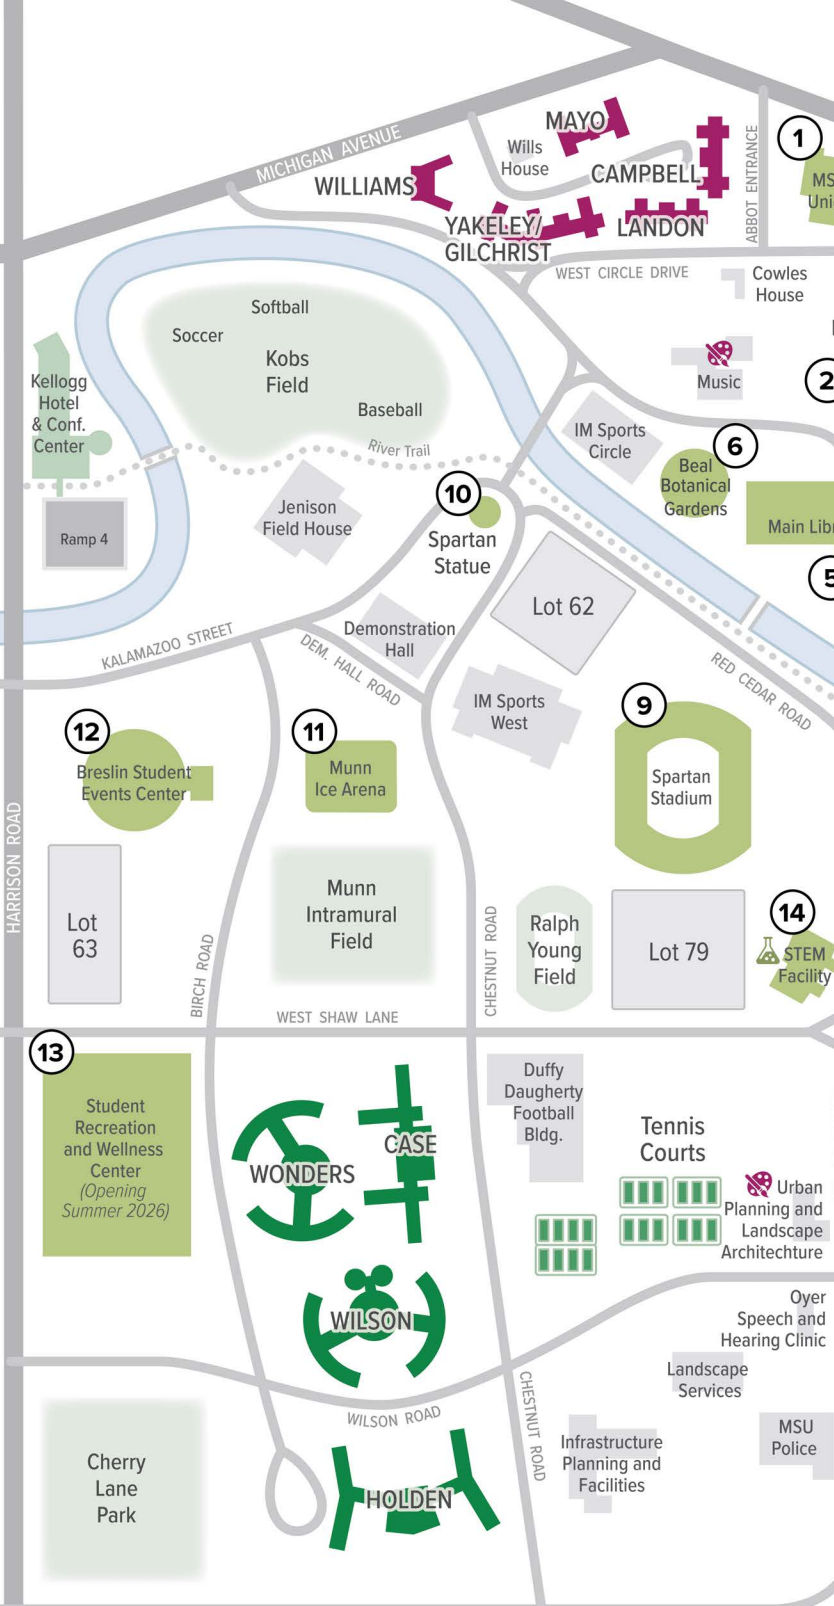 MICHIGAN AVENUE
MAYO
Wills
House
WILLIAMS
CAMPBELL
ABBOT ENTRANCE
1
YAKELEY/
GILCHRIST
LANDON
WEST CIRCLE DRIVE
Cowles
House
Softball
Soccer
Kobs
Field
Baseball
Kellogg
Hotel
& Conf.
Center
River Trail
Music
2
IM Sports
Circle
6
Beal
Botanical
Gardens
Main
5
10
Spartan
Statue
Jenison
Field House
Ramp 4
Lot 62
Demonstration
Hall
KALAMAZOO STREET
DEM. HALL ROAD
RED CEDAR ROAD
IM Sports
West
9
Spartan
Stadium
12
Breslin Student
Events Center
11
Munn
Ice Arena
HARRISON ROAD
Lot
63
Munn
Intramural
Field
BIRCH ROAD
CHESTNUT ROAD
Ralph
Young
Field
Lot 79
14
STEM
Facility
WEST SHAW LANE
13
Student
Recreation
and Wellness
Center
(Opening
Summer 2026)
WONDERS
CASE
Duffy
Daugherty
Football
Bldg.
Tennis
Courts
Urban
Planning and
Landscape
Architechture
WILSON
Oyer
Speech and
Hearing Clinic
Landscape
Services
WILSON ROAD
CHESTNUT ROAD
Cherry
Lane
Park
HOLDEN
Infrastructure
Planning and
Facilities
MSU
Police